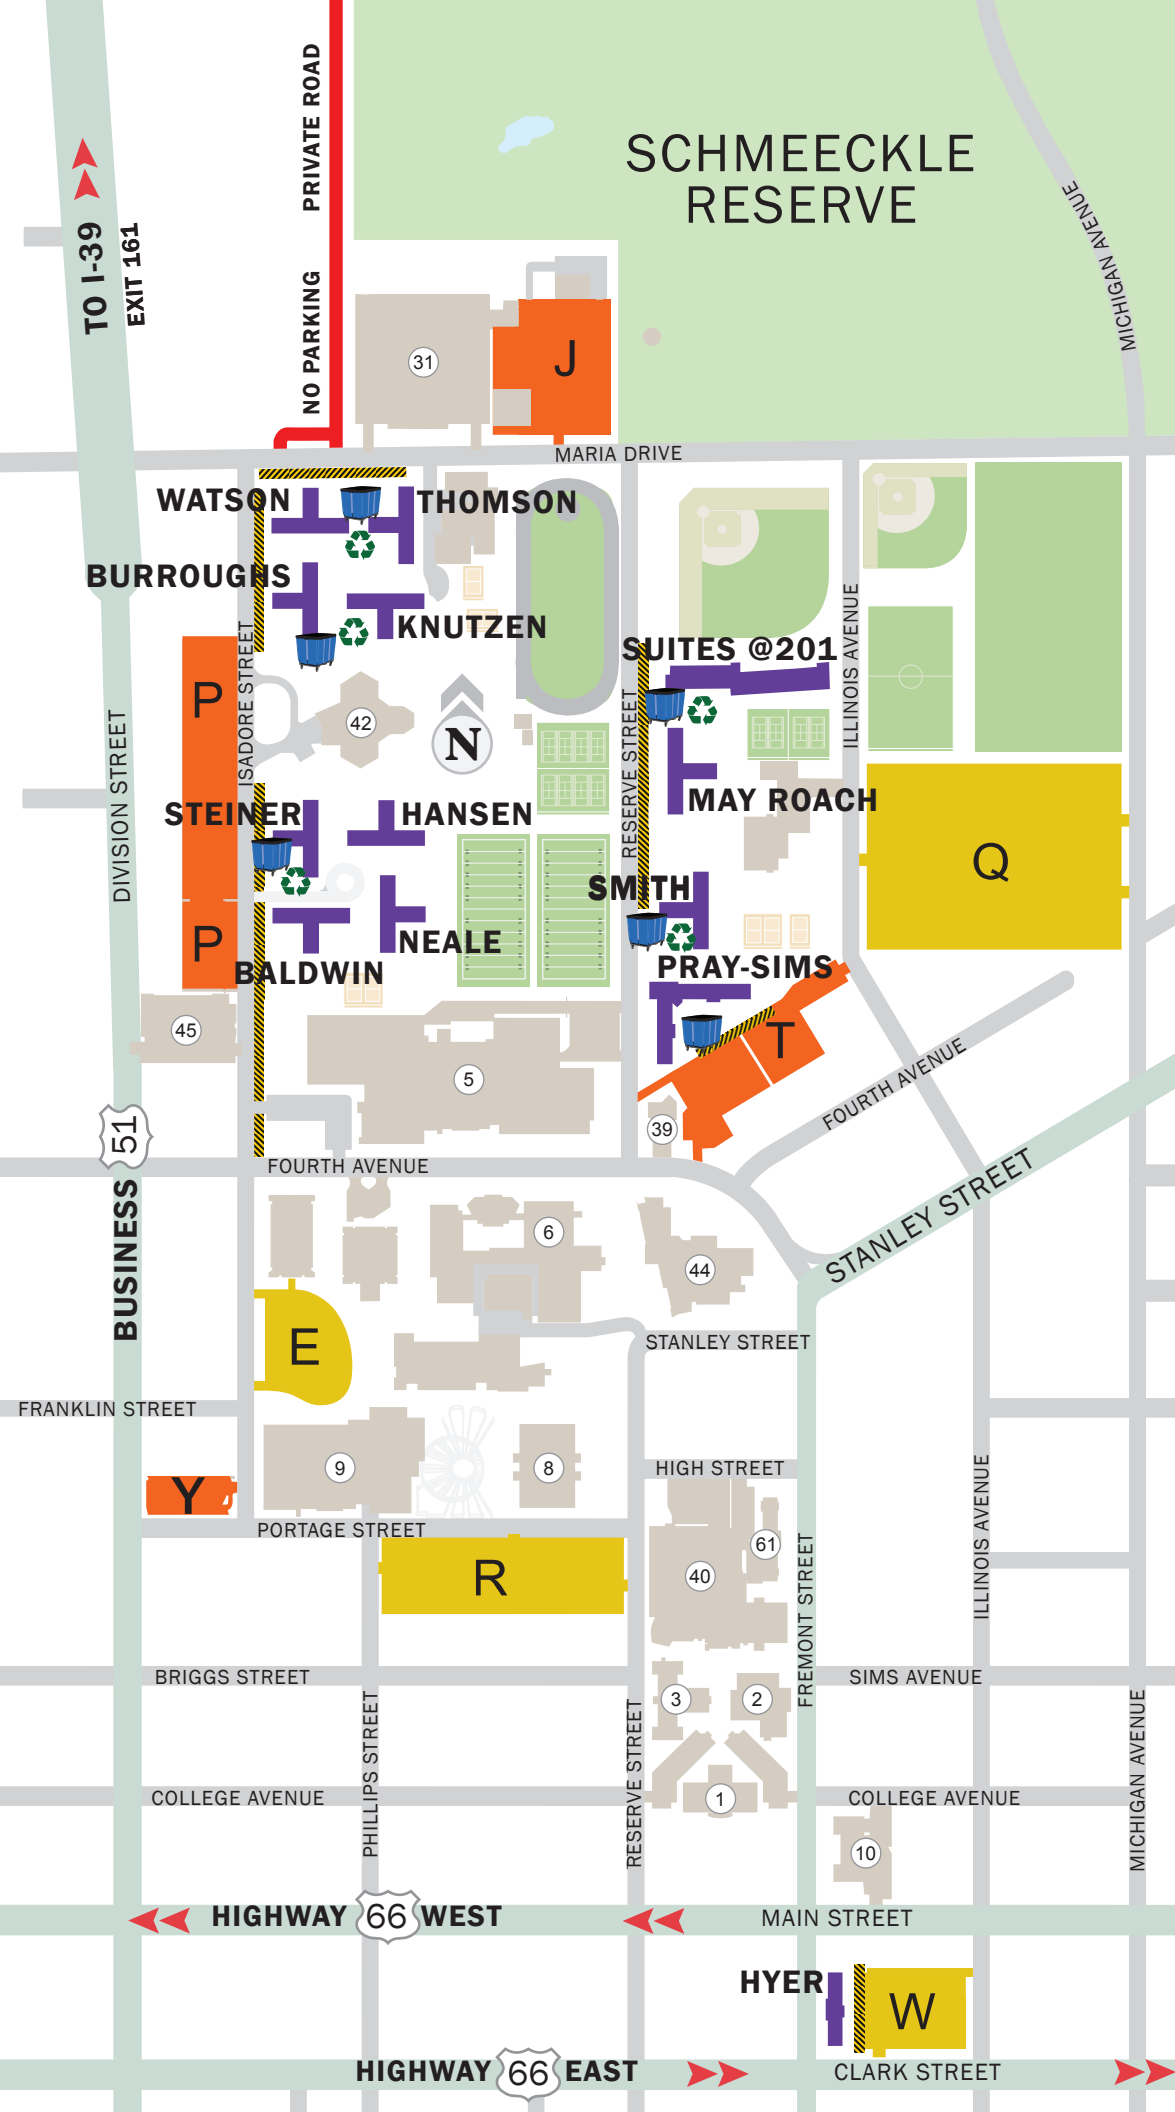 PRIVATE ROAD
SCHMEECKLE
RESERVE
MICHIGAN AVENUE
TO I-39
EXIT 161
NO PARKING
31
J
MARIA DRIVE
WATSON
THOMSON
BURROUGHS
KNUTZEN
ISADORE STREET
SUITES @201
ILLINOIS AVENUE
P
42
N
RESERVE STREET
DIVISION STREET
STEINER
HANSEN
MAY ROACH
Q
SMITH
P
NEALE
BALDWIN
PRAY-SIMS
45
T
5
FOURTH AVENUE
39
51
FOURTH AVENUE
BUSINESS
STANLEY STREET
6
44
E
STANLEY STREET
FRANKLIN STREET
9
8
HIGH STREET
Y
PORTAGE STREET
61
R
40
FREMONT STREET
ILLINOIS AVENUE
BRIGGS STREET
SIMS AVENUE
3
2
PHILLIPS STREET
RESERVE STREET
MICHIGAN AVENUE
COLLEGE AVENUE
1
COLLEGE AVENUE
10
HIGHWAY 66 WEST
MAIN STREET
HYER
W
HIGHWAY 66 EAST
CLARK STREET